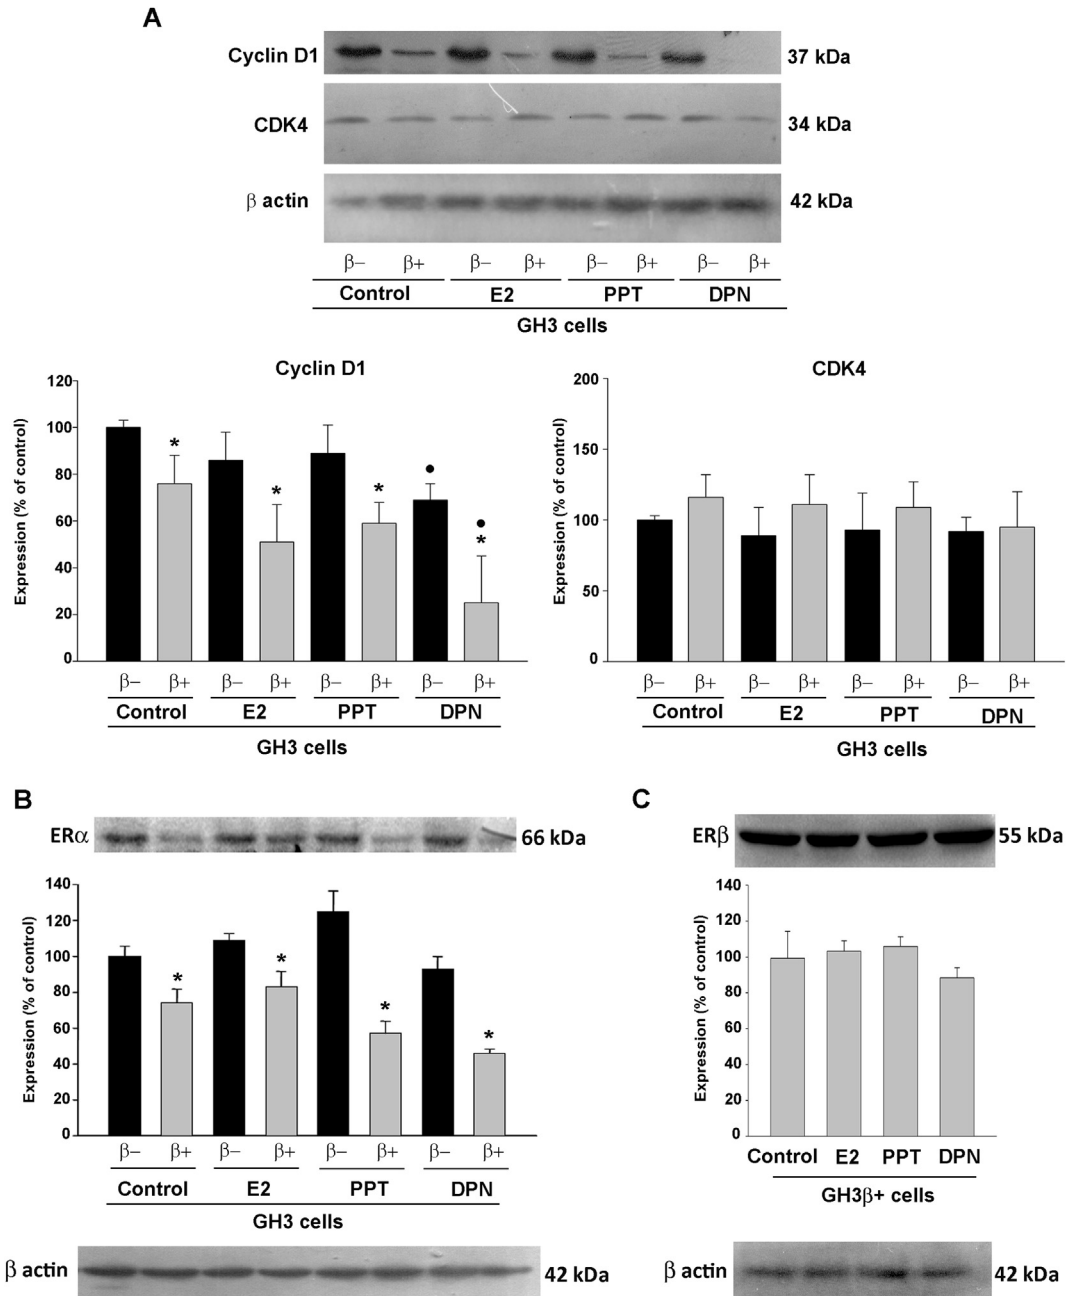 A
Cyclin D1 37 kDa
CDK4 34 kDa
β actin 42 kDa
β− β+ β− β+ β− β+ β− β+
Control E2 PPT DPN
GH3 cells
Cyclin D1
Expression (% of control)
120
100
80
60
40
20
0
* * * ● ● *
β− β+ β− β+ β− β+ β− β+
Control E2 PPT DPN
GH3 cells
CDK4
Expression (% of control)
200
150
100
50
0
β− β+ β− β+ β− β+ β− β+
Control E2 PPT DPN
GH3 cells
B
ERα 66 kDa
Expression (% of control)
140
120
100
80
60
40
20
0
* * * *
β− β+ β− β+ β− β+ β− β+
Control E2 PPT DPN
GH3 cells
β actin 42 kDa
C
ERβ 55 kDa
Expression (% of control)
140
120
100
80
60
40
20
0
Control E2 PPT DPN
GH3β+ cells
β actin 42 kDa